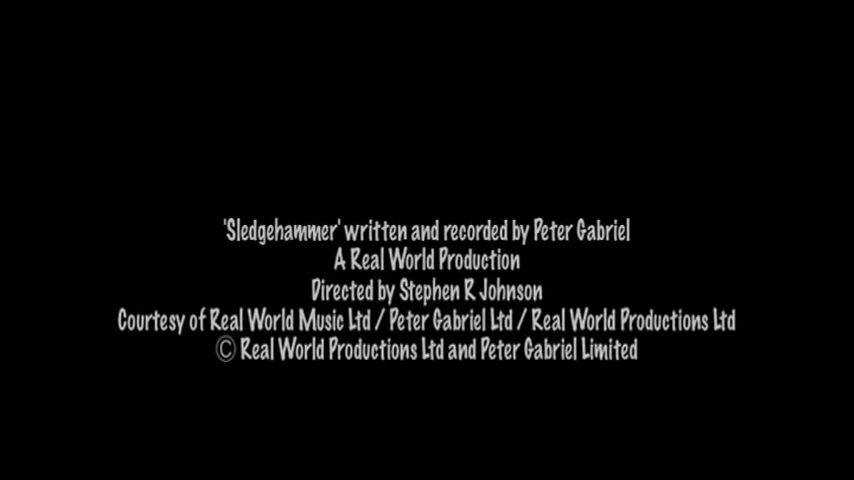 'Sledgehammer' written and recorded by Peter Gabriel
A Real World Production
Directed by Stephen R Johnson
Courtesy of Real World Music Ltd / Peter Gabriel Ltd / Real World Productions Ltd
© Real World Productions Ltd and Peter Gabriel Limited